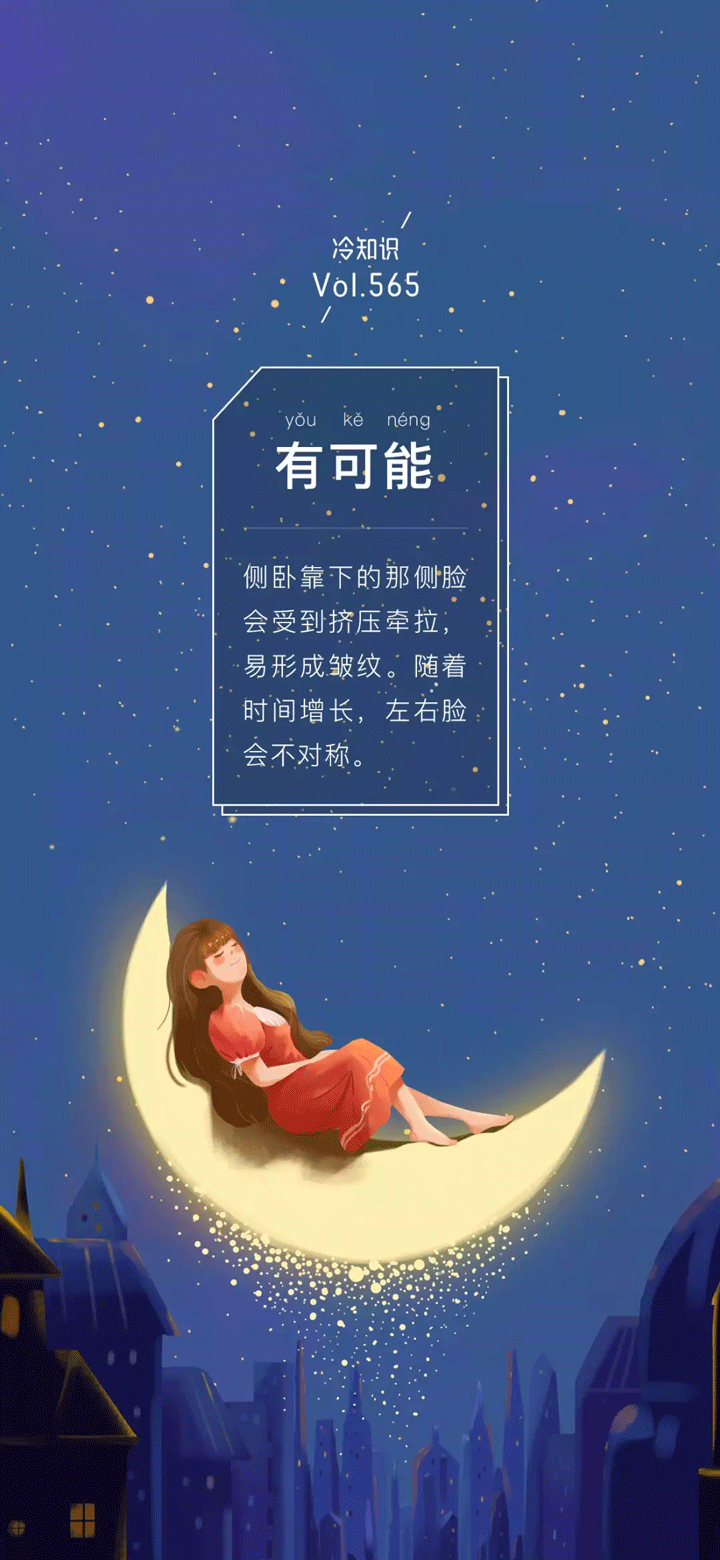 冷知识
Vol.565
yǒu kě néng
有可能
侧卧靠下的那侧脸
会受到挤压牵拉，
易形成皱纹。随着
时间增长，左右脸
会不对称。